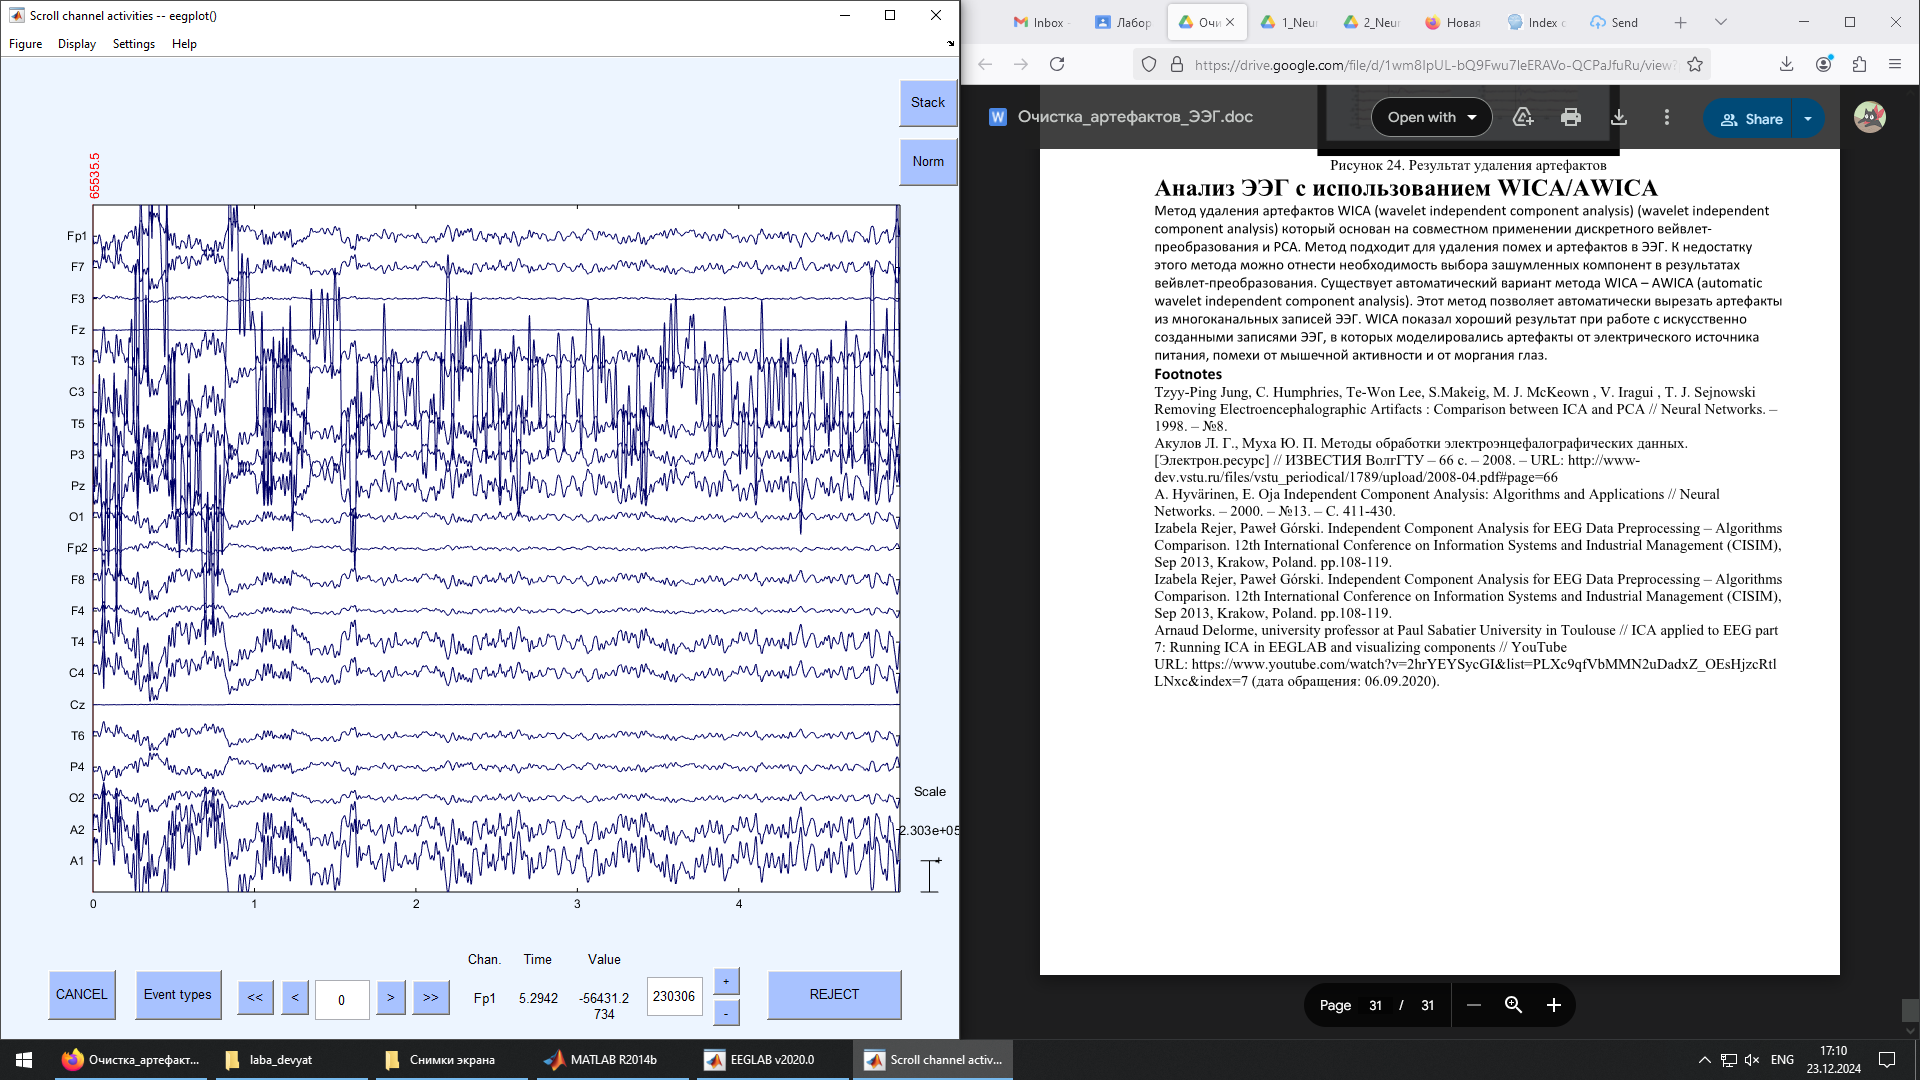 Scroll channel activities -- eegplot()
Figure Display Settings Help
Stack
Norm
65535.5
Fp1
F7
F3
Fz
T3
C3
T5
P3
Pz
O1
Fp2
F8
F4
T4
C4
Cz
T6
P4
O2
A2
A1
0 1 2 3 4
Scale
2.303e+05
Chan. Time Value
CANCEL Event types << < 0 > >> Fp1 5.2942 -56431.2
734
230306 + - REJECT
Inbox Лабор Очи 1_Neu 2_Neu Новая Index Send
https://drive.google.com/file/d/1wm8IpUL-bQ9Fwu7IeERAVo-QCPaJfuRu/view?
Очистка_артефактов_ЭЭГ.doc Open with Share
Рисунок 24. Результат удаления артефактов
Анализ ЭЭГ с использованием WICA/AWICA
Метод удаления артефактов WICA (wavelet independent component analysis) (wavelet independent
component analysis) который основан на совместном применении дискретного вейвлет-
преобразования и PCA. Метод подходит для удаления помех и артефактов в ЭЭГ. К недостатку
этого метода можно отнести необходимость выбора зашумленных компонент в результатах
вейвлет-преобразования. Существует автоматический вариант метода WICA – AWICA (automatic
wavelet independent component analysis). Этот метод позволяет автоматически вырезать артефакты
из многоканальных записей ЭЭГ. WICA показал хороший результат при работе с искусственно
созданными записями ЭЭГ, в которых моделировались артефакты от электрического источника
питания, помехи от мышечной активности и от моргания глаз.
Footnotes
Tzyy-Ping Jung, C. Humphries, Te-Won Lee, S.Makeig, M. J. McKeown , V. Iragui , T. J. Sejnowski
Removing Electroencephalographic Artifacts : Comparison between ICA and PCA // Neural Networks. –
1998. – №8.
Акулов Л. Г., Муха Ю. П. Методы обработки электроэнцефалографических данных.
[Электрон.ресурс] // ИЗВЕСТИЯ ВолгГТУ – 66 с. – 2008. – URL: http://www-
dev.vstu.ru/files/vstu_periodical/1789/upload/2008-04.pdf#page=66
A. Hyvärinen, E. Oja Independent Component Analysis: Algorithms and Applications // Neural
Networks. – 2000. – №13. – С. 411-430.
Izabela Rejer, Paweł Górski. Independent Component Analysis for EEG Data Preprocessing – Algorithms
Comparison. 12th International Conference on Information Systems and Industrial Management (CISIM),
Sep 2013, Krakow, Poland. pp.108-119.
Izabela Rejer, Paweł Górski. Independent Component Analysis for EEG Data Preprocessing – Algorithms
Comparison. 12th International Conference on Information Systems and Industrial Management (CISIM),
Sep 2013, Krakow, Poland. pp.108-119.
Arnaud Delorme, university professor at Paul Sabatier University in Toulouse // ICA applied to EEG part
7: Running ICA in EEGLAB and visualizing components // YouTube
URL: https://www.youtube.com/watch?v=2hrYEYSycGI&list=PLXc9qfVbMMN2uDadxZ_OEsHjzcRtl
LNxc&index=7 (дата обращения: 06.09.2020).
Page 31 / 31
Очистка_артефакт... laba_devyat Снимки экрана MATLAB R2014b EEGLAB v2020.0 Scroll channel activ... ENG 17:10
23.12.2024